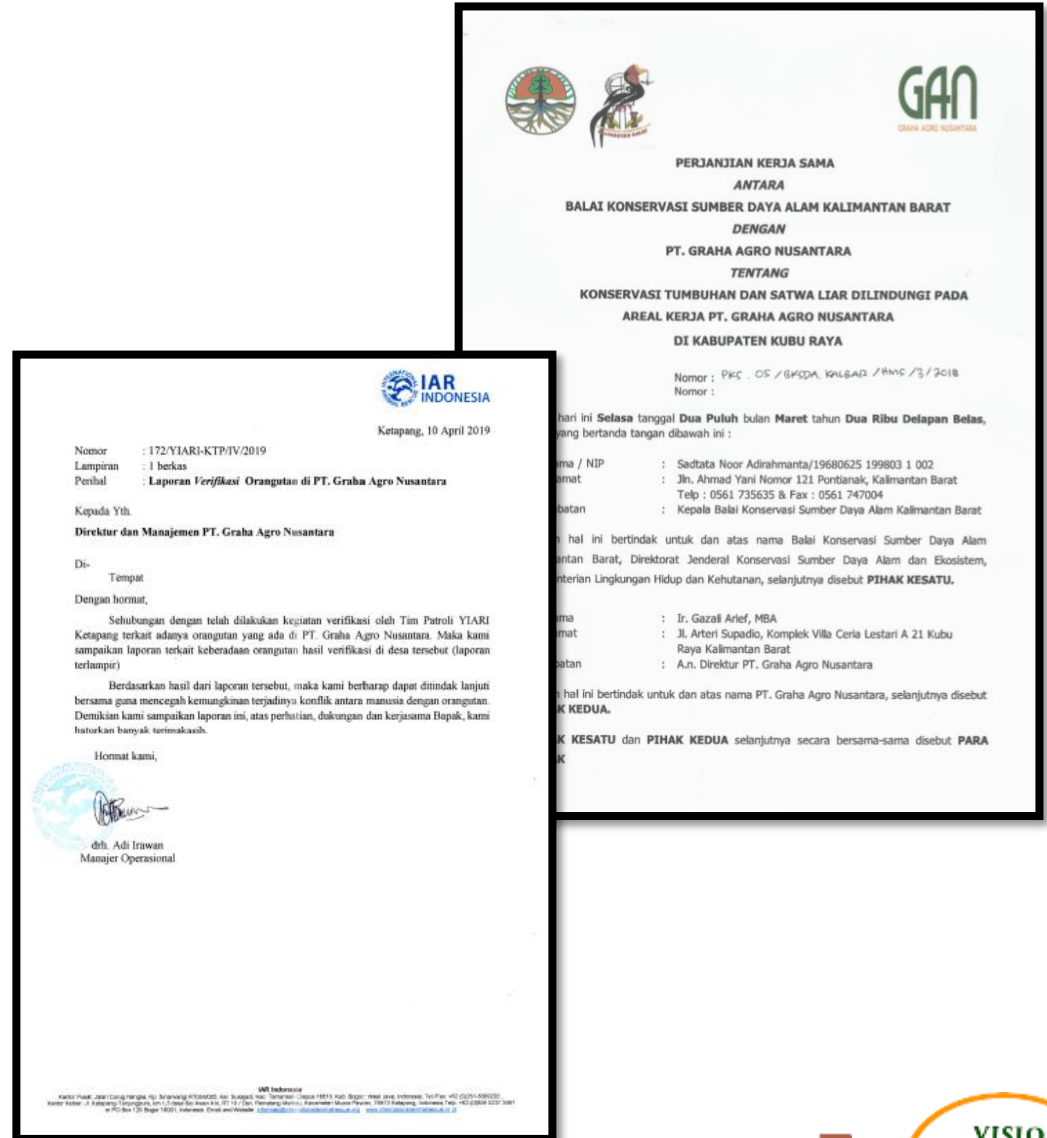 GAN
GRAHA AGRO NUSANTARA
KALIMANTAN BARAT
PERJANJIAN KERJA SAMA
ANTARA
BALAI KONSERVASI SUMBER DAYA ALAM KALIMANTAN BARAT
DENGAN
PT. GRAHA AGRO NUSANTARA
TENTANG
KONSERVASI TUMBUHAN DAN SATWA LIAR DILINDUNGI PADA
AREAL KERJA PT. GRAHA AGRO NUSANTARA
DI KABUPATEN KUBU RAYA
Nomor : PKS . 05 / BKSDA. KALBAR / HMS / 3 / 2018
Nomor :
hari ini Selasa tanggal Dua Puluh bulan Maret tahun Dua Ribu Delapan Belas,
yang bertanda tangan dibawah ini :
ma / NIP : Sadtata Noor Adirahmanta/19680625 199803 1 002
amat : Jln. Ahmad Yani Nomor 121 Pontianak, Kalimantan Barat
Telp : 0561 735635 & Fax : 0561 747004
batan : Kepala Balai Konservasi Sumber Daya Alam Kalimantan Barat
hal ini bertindak untuk dan atas nama Balai Konservasi Sumber Daya Alam
antan Barat, Direktorat Jenderal Konservasi Sumber Daya Alam dan Ekosistem,
nterian Lingkungan Hidup dan Kehutanan, selanjutnya disebut PIHAK KESATU.
ma : Ir. Gazali Arief, MBA
mat : Jl. Arteri Supadio, Komplek Villa Ceria Lestari A 21 Kubu
Raya Kalimantan Barat
batan : A.n. Direktur PT. Graha Agro Nusantara
hal ini bertindak untuk dan atas nama PT. Graha Agro Nusantara, selanjutnya disebut
K KEDUA.
K KESATU dan PIHAK KEDUA selanjutnya secara bersama-sama disebut PARA
K
INTERNATIONAL ANIMAL RESCUE
IAR
INDONESIA
Ketapang, 10 April 2019
Nomor : 172/YIARI-KTP/IV/2019
Lampiran : 1 berkas
Perihal : Laporan Verifikasi Orangutan di PT. Graha Agro Nusantara
Kepada Yth.
Direktur dan Manajemen PT. Graha Agro Nusantara
Di-
Tempat
Dengan hormat,
Sehubungan dengan telah dilakukan kegiatan verifikasi oleh Tim Patroli YIARI
Ketapang terkait adanya orangutan yang ada di PT. Graha Agro Nusantara. Maka kami
sampaikan laporan terkait keberadaan orangutan hasil verifikasi di desa tersebut (laporan
terlampir)
Berdasarkan hasil dari laporan tersebut, maka kami berharap dapat ditindak lanjuti
bersama guna mencegah kemungkinan terjadinya konflik antara manusia dengan orangutan.
Demikian kami sampaikan laporan ini, atas perhatian, dukungan dan kerjasama Bapak, kami
haturkan banyak terimakasih.
Hormat kami,
drh. Adi Irawan
Manajer Operasional
IAR Indonesia
VISIO